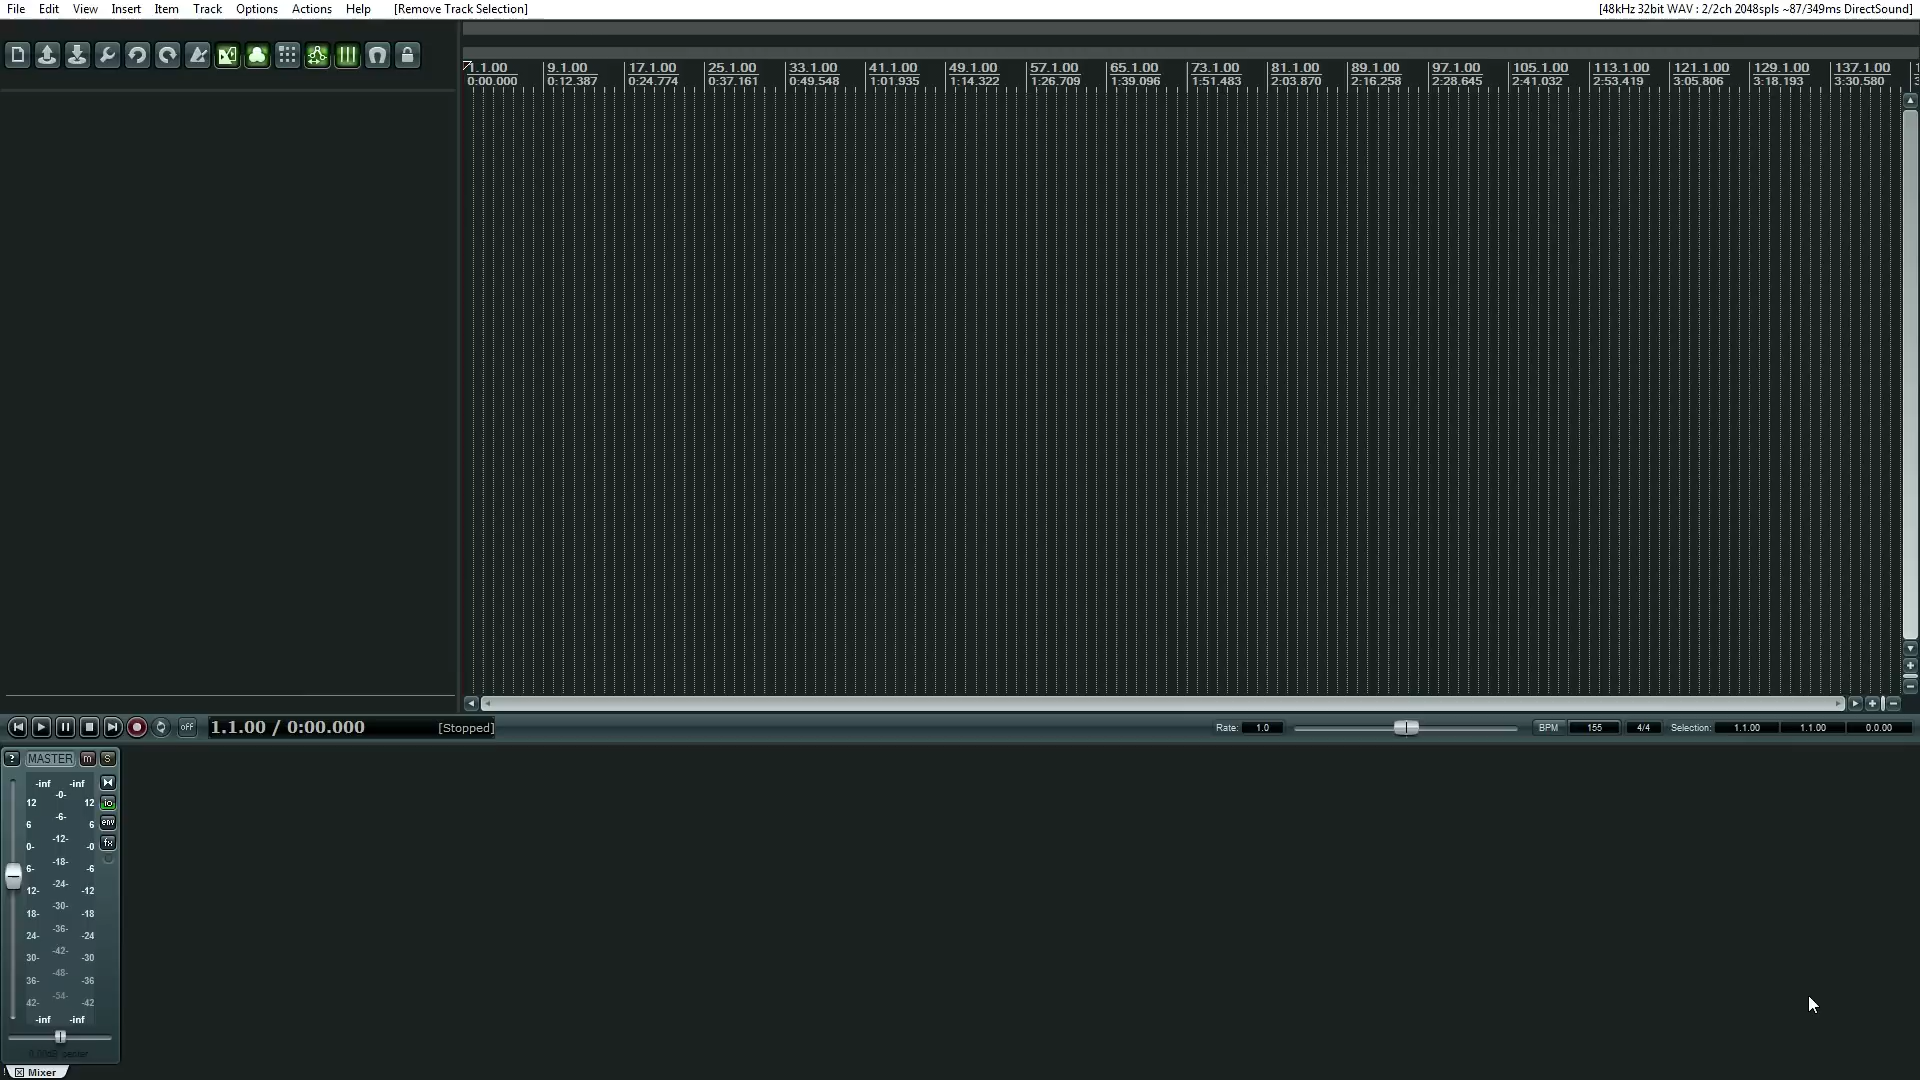 File Edit View Insert Item Track Options Actions Help [Remove Track Selection] [48kHz 32bit WAV : 2/2ch 2048spls ~87/349ms DirectSound]
1.1.00 9.1.00 17.1.00 25.1.00 33.1.00 41.1.00 49.1.00 57.1.00 65.1.00 73.1.00 81.1.00 89.1.00 97.1.00 105.1.00 113.1.00 121.1.00 129.1.00 137.1.00
0:00.000 0:12.387 0:24.774 0:37.161 0:49.548 1:01.935 1:14.322 1:26.709 1:39.096 1:51.483 2:03.870 2:16.258 2:28.645 2:41.032 2:53.419 3:05.806 3:18.193 3:30.580
OFF 1.1.00 / 0:00.000 [Stopped] Rate: 1.0 BPM 155 4/4 Selection: 1.1.00 1.1.00 0.0.00
? MASTER m S
-inf -inf
-0-
12 12
io
-6-
6 6
env
-12-
0- -0
fx
-18-
6- -6
-24-
12- -12
-30-
18- -18
-36-
24- -24
-42-
30- -30
-48-
36- -36
-54-
42- -42
-inf -inf
0.00dB center
Mixer